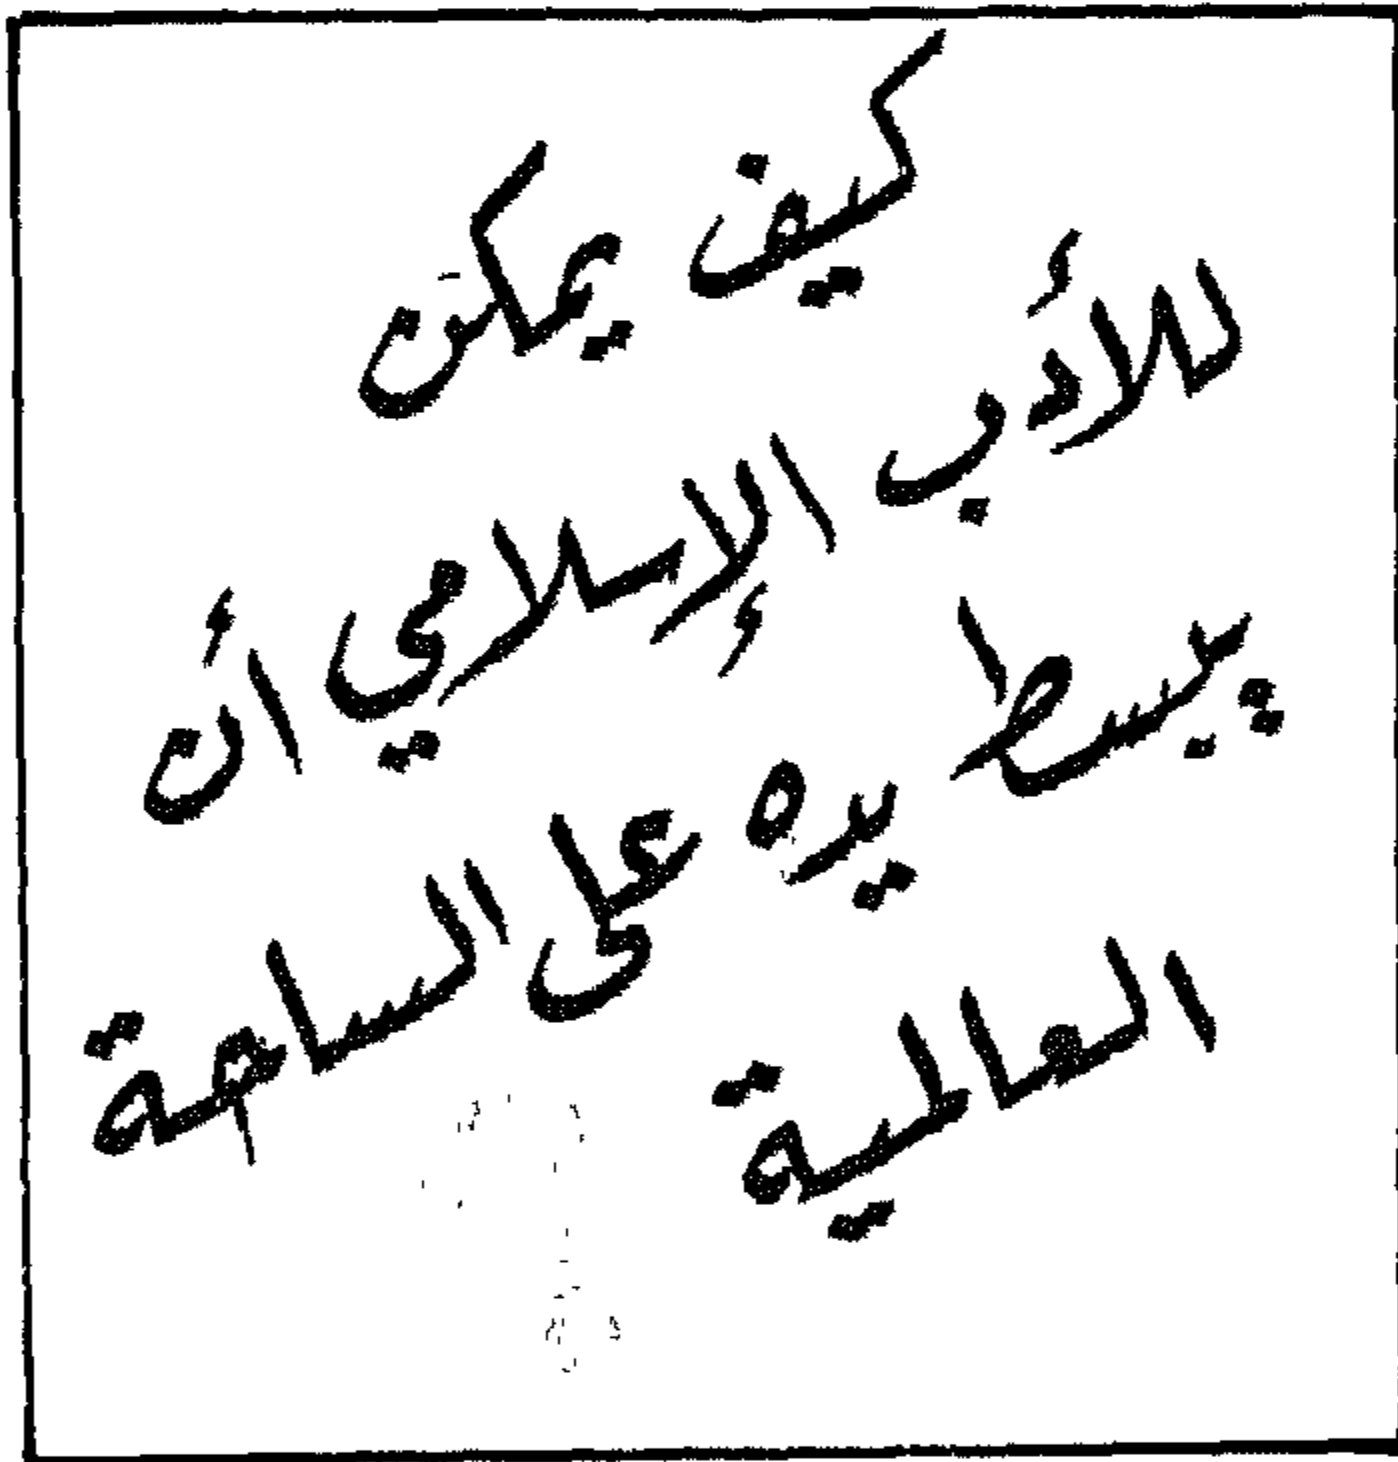 كيف يمكن
للأدب الإسلامي أن
يبسط يده على الساحة
العالمية